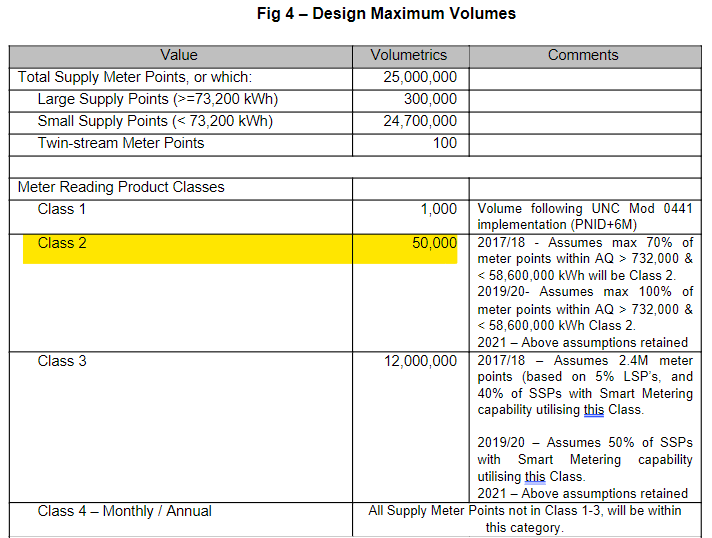 Fig 4 – Design Maximum Volumes
Value Volumetrics Comments
Total Supply Meter Points, or which: 25,000,000
Large Supply Points (>=73,200 kWh) 300,000
Small Supply Points (< 73,200 kWh) 24,700,000
Twin-stream Meter Points 100
Meter Reading Product Classes
Class 1 1,000 Volume following UNC Mod 0441
implementation (PNID+6M)
Class 2 50,000 2017/18 - Assumes max 70% of
meter points within AQ > 732,000 &
< 58,600,000 kWh will be Class 2.
2019/20- Assumes max 100% of
meter points within AQ > 732,000 &
< 58,600,000 kWh Class 2.
2021 – Above assumptions retained
Class 3 12,000,000 2017/18 – Assumes 2.4M meter
points (based on 5% LSP's, and
40% of SSPs with Smart Metering
capability utilising this Class.
2019/20 – Assumes 50% of SSPs
with Smart Metering capability
utilising this Class.
2021 – Above assumptions retained
Class 4 – Monthly / Annual All Supply Meter Points not in Class 1-3, will be within
this category.